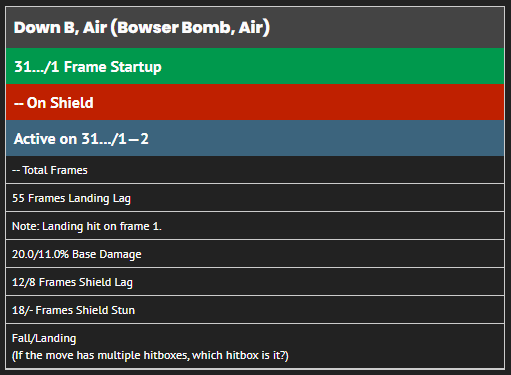 Down B, Air (Bowser Bomb, Air)
31.../1 Frame Startup
-- On Shield
Active on 31.../1—2
-- Total Frames
55 Frames Landing Lag
Note: Landing hit on frame 1.
20.0/11.0% Base Damage
12/8 Frames Shield Lag
18/- Frames Shield Stun
Fall/Landing
(If the move has multiple hitboxes, which hitbox is it?)